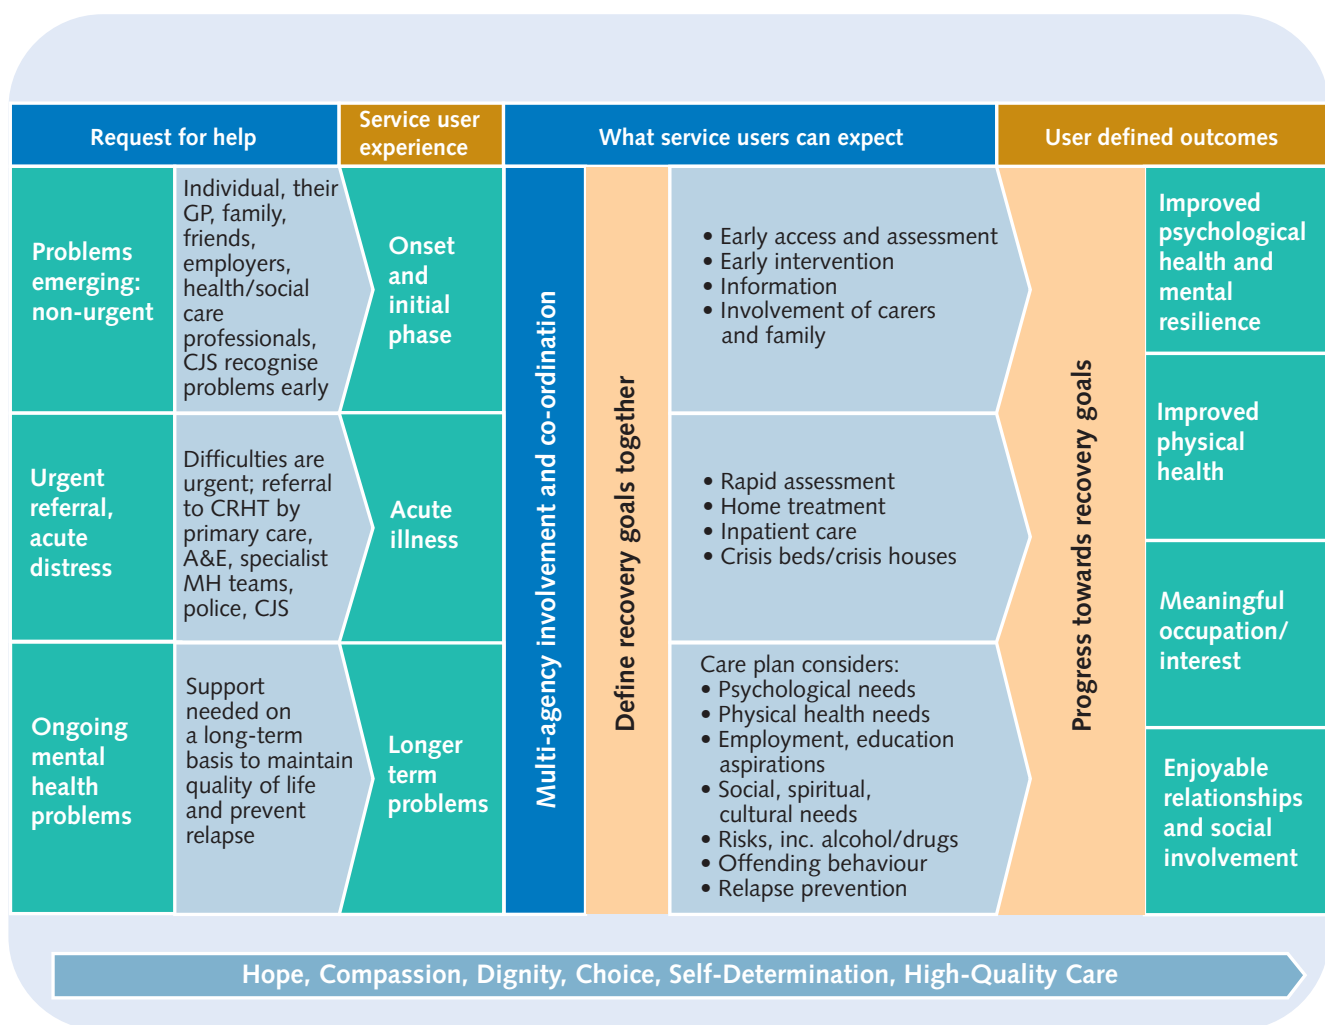 Request for help
Service user
experience
What service users can expect
User defined outcomes
Problems
emerging:
non-urgent
Individual, their
GP, family,
friends,
employers,
health/social
care
professionals,
CJS recognise
problems early
Onset
and
initial
phase
Urgent
referral,
acute
distress
Difficulties are
urgent; referral
to CRHT by
primary care,
A&E, specialist
MH teams,
police, CJS
Acute
illness
Ongoing
mental
health
problems
Support
needed on
a long-term
basis to maintain
quality of life
and prevent
relapse
Longer
term
problems
Multi-agency involvement and co-ordination
Define recovery goals together
• Early access and assessment
• Early intervention
• Information
• Involvement of carers
and family
• Rapid assessment
• Home treatment
• Inpatient care
• Crisis beds/crisis houses
Care plan considers:
• Psychological needs
• Physical health needs
• Employment, education
aspirations
• Social, spiritual,
cultural needs
• Risks, inc. alcohol/drugs
• Offending behaviour
• Relapse prevention
Progress towards recovery goals
Improved
psychological
health and
mental
resilience
Improved
physical
health
Meaningful
occupation/
interest
Enjoyable
relationships
and social
involvement
Hope, Compassion, Dignity, Choice, Self-Determination, High-Quality Care